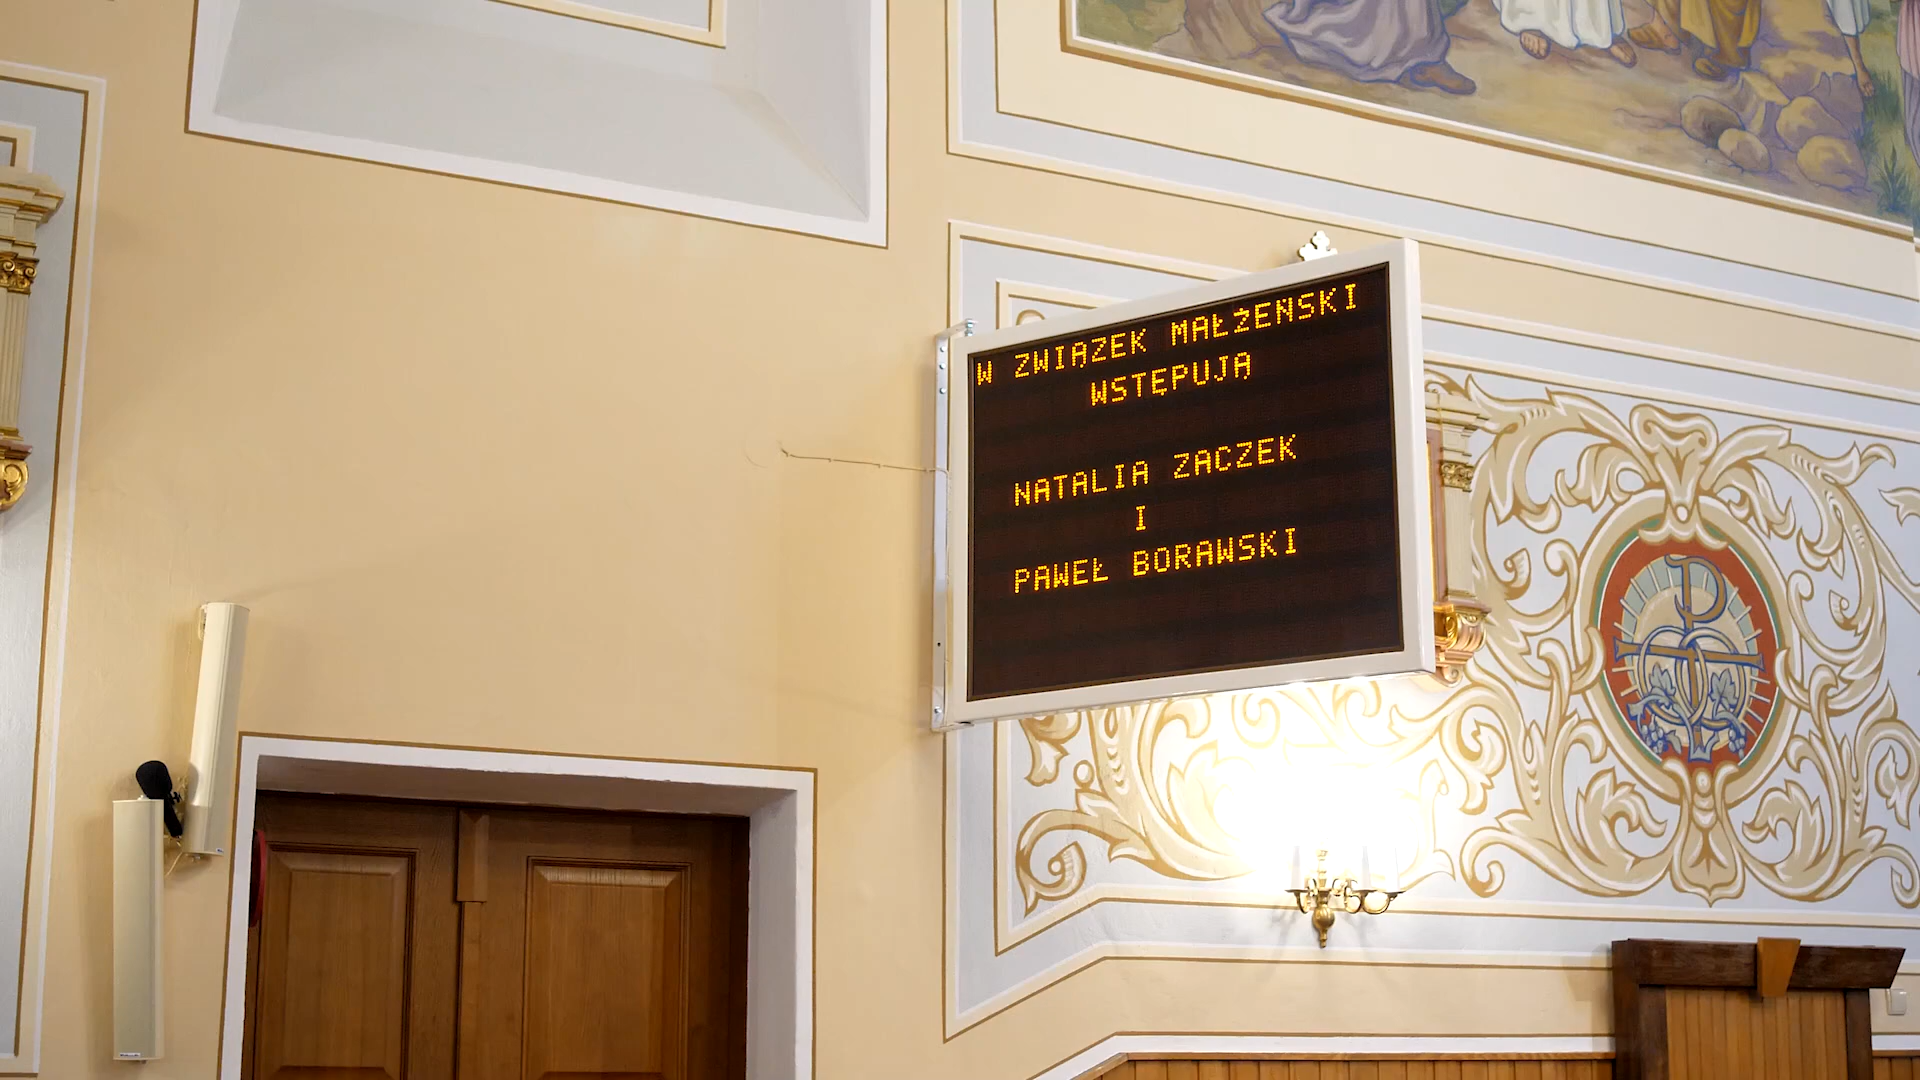 W ZWIĄZEK MAŁŻEŃSKI
WSTĘPUJĄ
NATALIA ZACZEK
I
PAWEŁ BORAWSKI